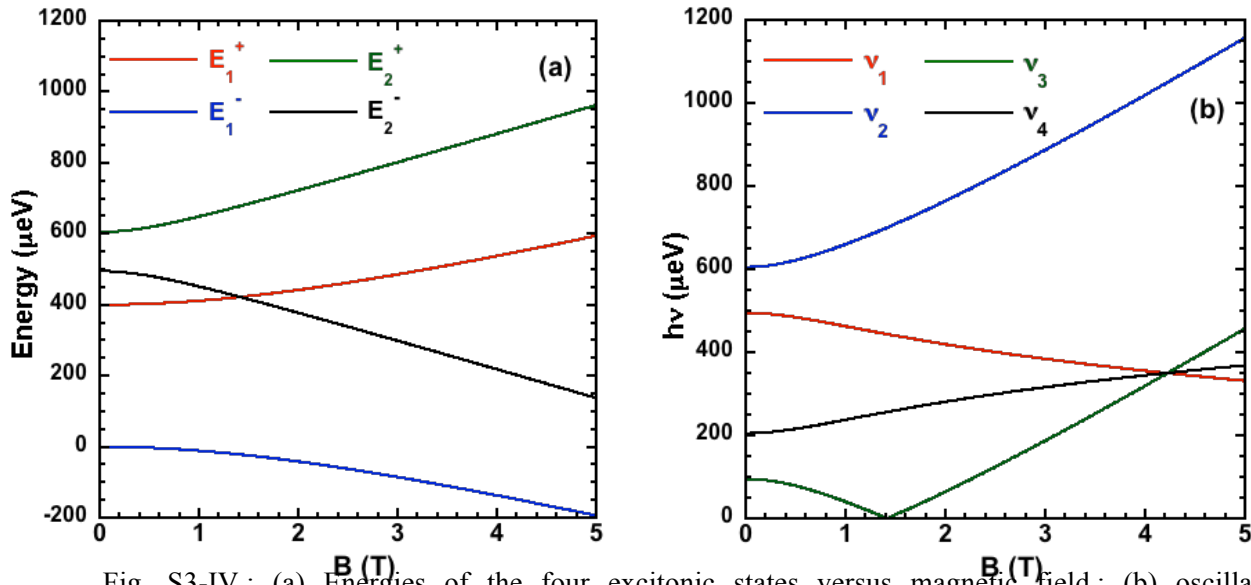 1200
1000
800
600
400
200
0
-200
Energy (μeV)
E₁⁺
E₂⁺
E₁⁻
E₂⁻
(a)
0 1 2 3 4 5
B (T)
1200
1000
800
600
400
200
0
hν (μeV)
ν₁
ν₃
ν₂
ν₄
(b)
0 1 2 3 4 5
B (T)
Fig. S3-IV : (a) Energies of the four excitonic states versus magnetic field ; (b) oscilla